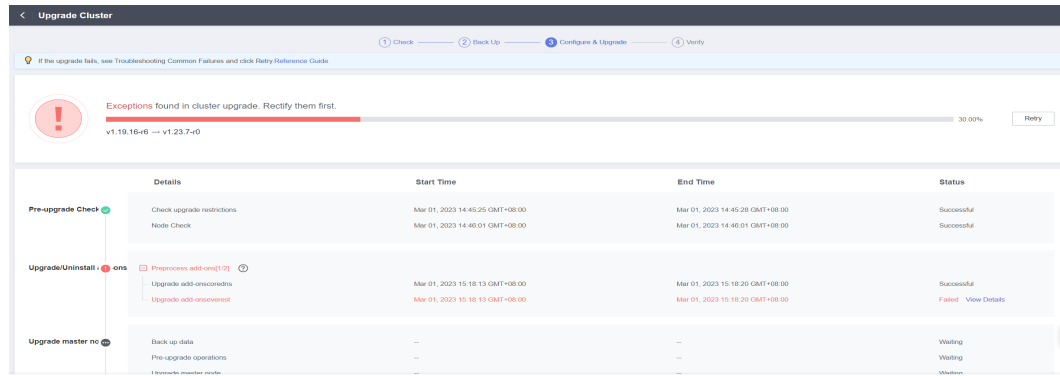 < Upgrade Cluster
1 Check 2 Back Up 3 Configure & Upgrade 4 Verify
If the upgrade fails, see Troubleshooting Common Failures and click Retry.Reference Guide
Exceptions found in cluster upgrade. Rectify them first.
30.00% Retry
v1.19.16-r6 → v1.23.7-r0
Details Start Time End Time Status
Pre-upgrade Check Check upgrade restrictions Mar 01, 2023 14:45:25 GMT+08:00 Mar 01, 2023 14:45:28 GMT+08:00 Successful
Node Check Mar 01, 2023 14:46:01 GMT+08:00 Mar 01, 2023 14:46:01 GMT+08:00 Successful
Upgrade/Uninstall -ons Preprocess add-ons[1/2] ?
Upgrade add-onscoredns Mar 01, 2023 15:18:13 GMT+08:00 Mar 01, 2023 15:18:20 GMT+08:00 Successful
Upgrade add-onseverest Mar 01, 2023 15:18:13 GMT+08:00 Mar 01, 2023 15:18:20 GMT+08:00 Failed View Details
Upgrade master no Back up data -- -- Waiting
Pre-upgrade operations -- -- Waiting
Upgrade master node -- -- Waiting